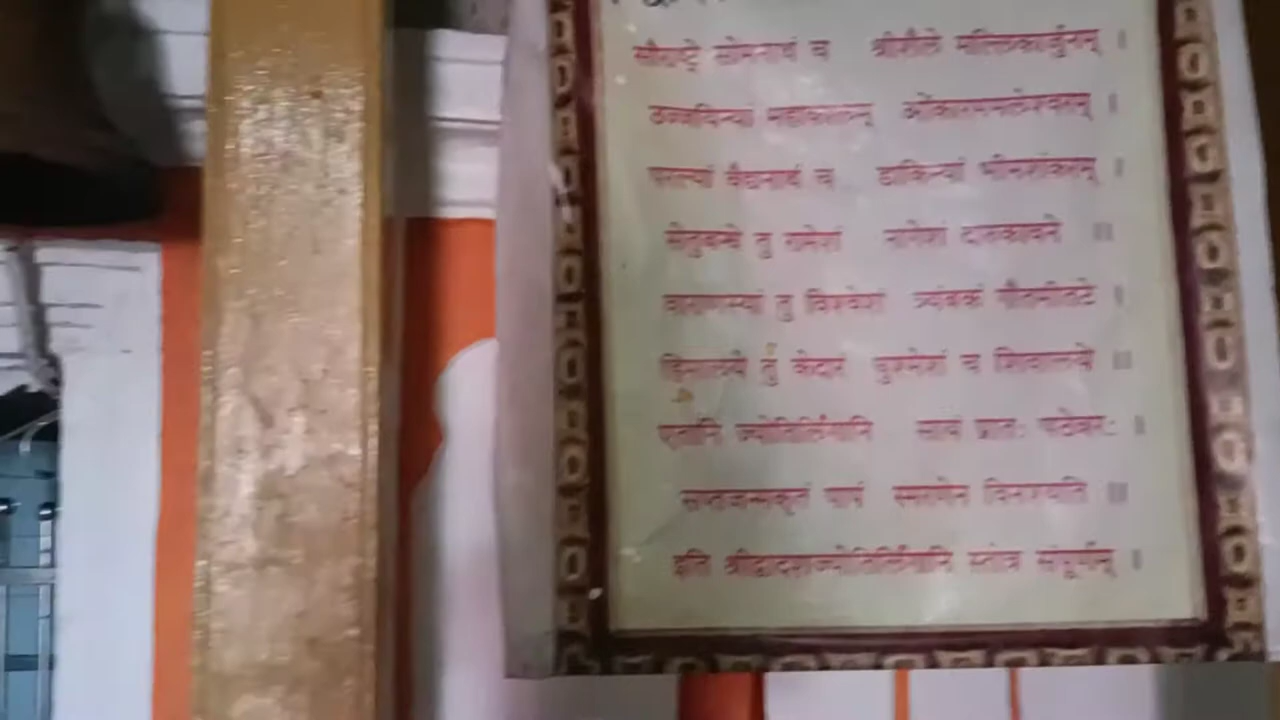 सौराष्ट्रे सोमनाथं च श्रीशैले मल्लिकार्जुनम् ।
उज्जयिन्यां महाकालम् ओंकारममलेश्वरम् ।
परल्यां वैद्यनाथं च डाकिन्यां भीमाशंकरम् ।
सेतुबन्धे तु रामेशं नागेशं दारुकावने ॥
वाराणस्यां तु विश्वेशं त्र्यंबकं गौतमीतटे ।
हिमालये तु केदारं घुश्मेशं च शिवालये ॥
एतानि ज्योतिर्लिंगानि सायं प्रातः पठेन्नरः ।
सप्तजन्मकृतं पापं स्मरणेन विनश्यति ॥
इति श्रीद्वादशज्योतिर्लिंगानि स्तोत्र संपूर्णम् ।